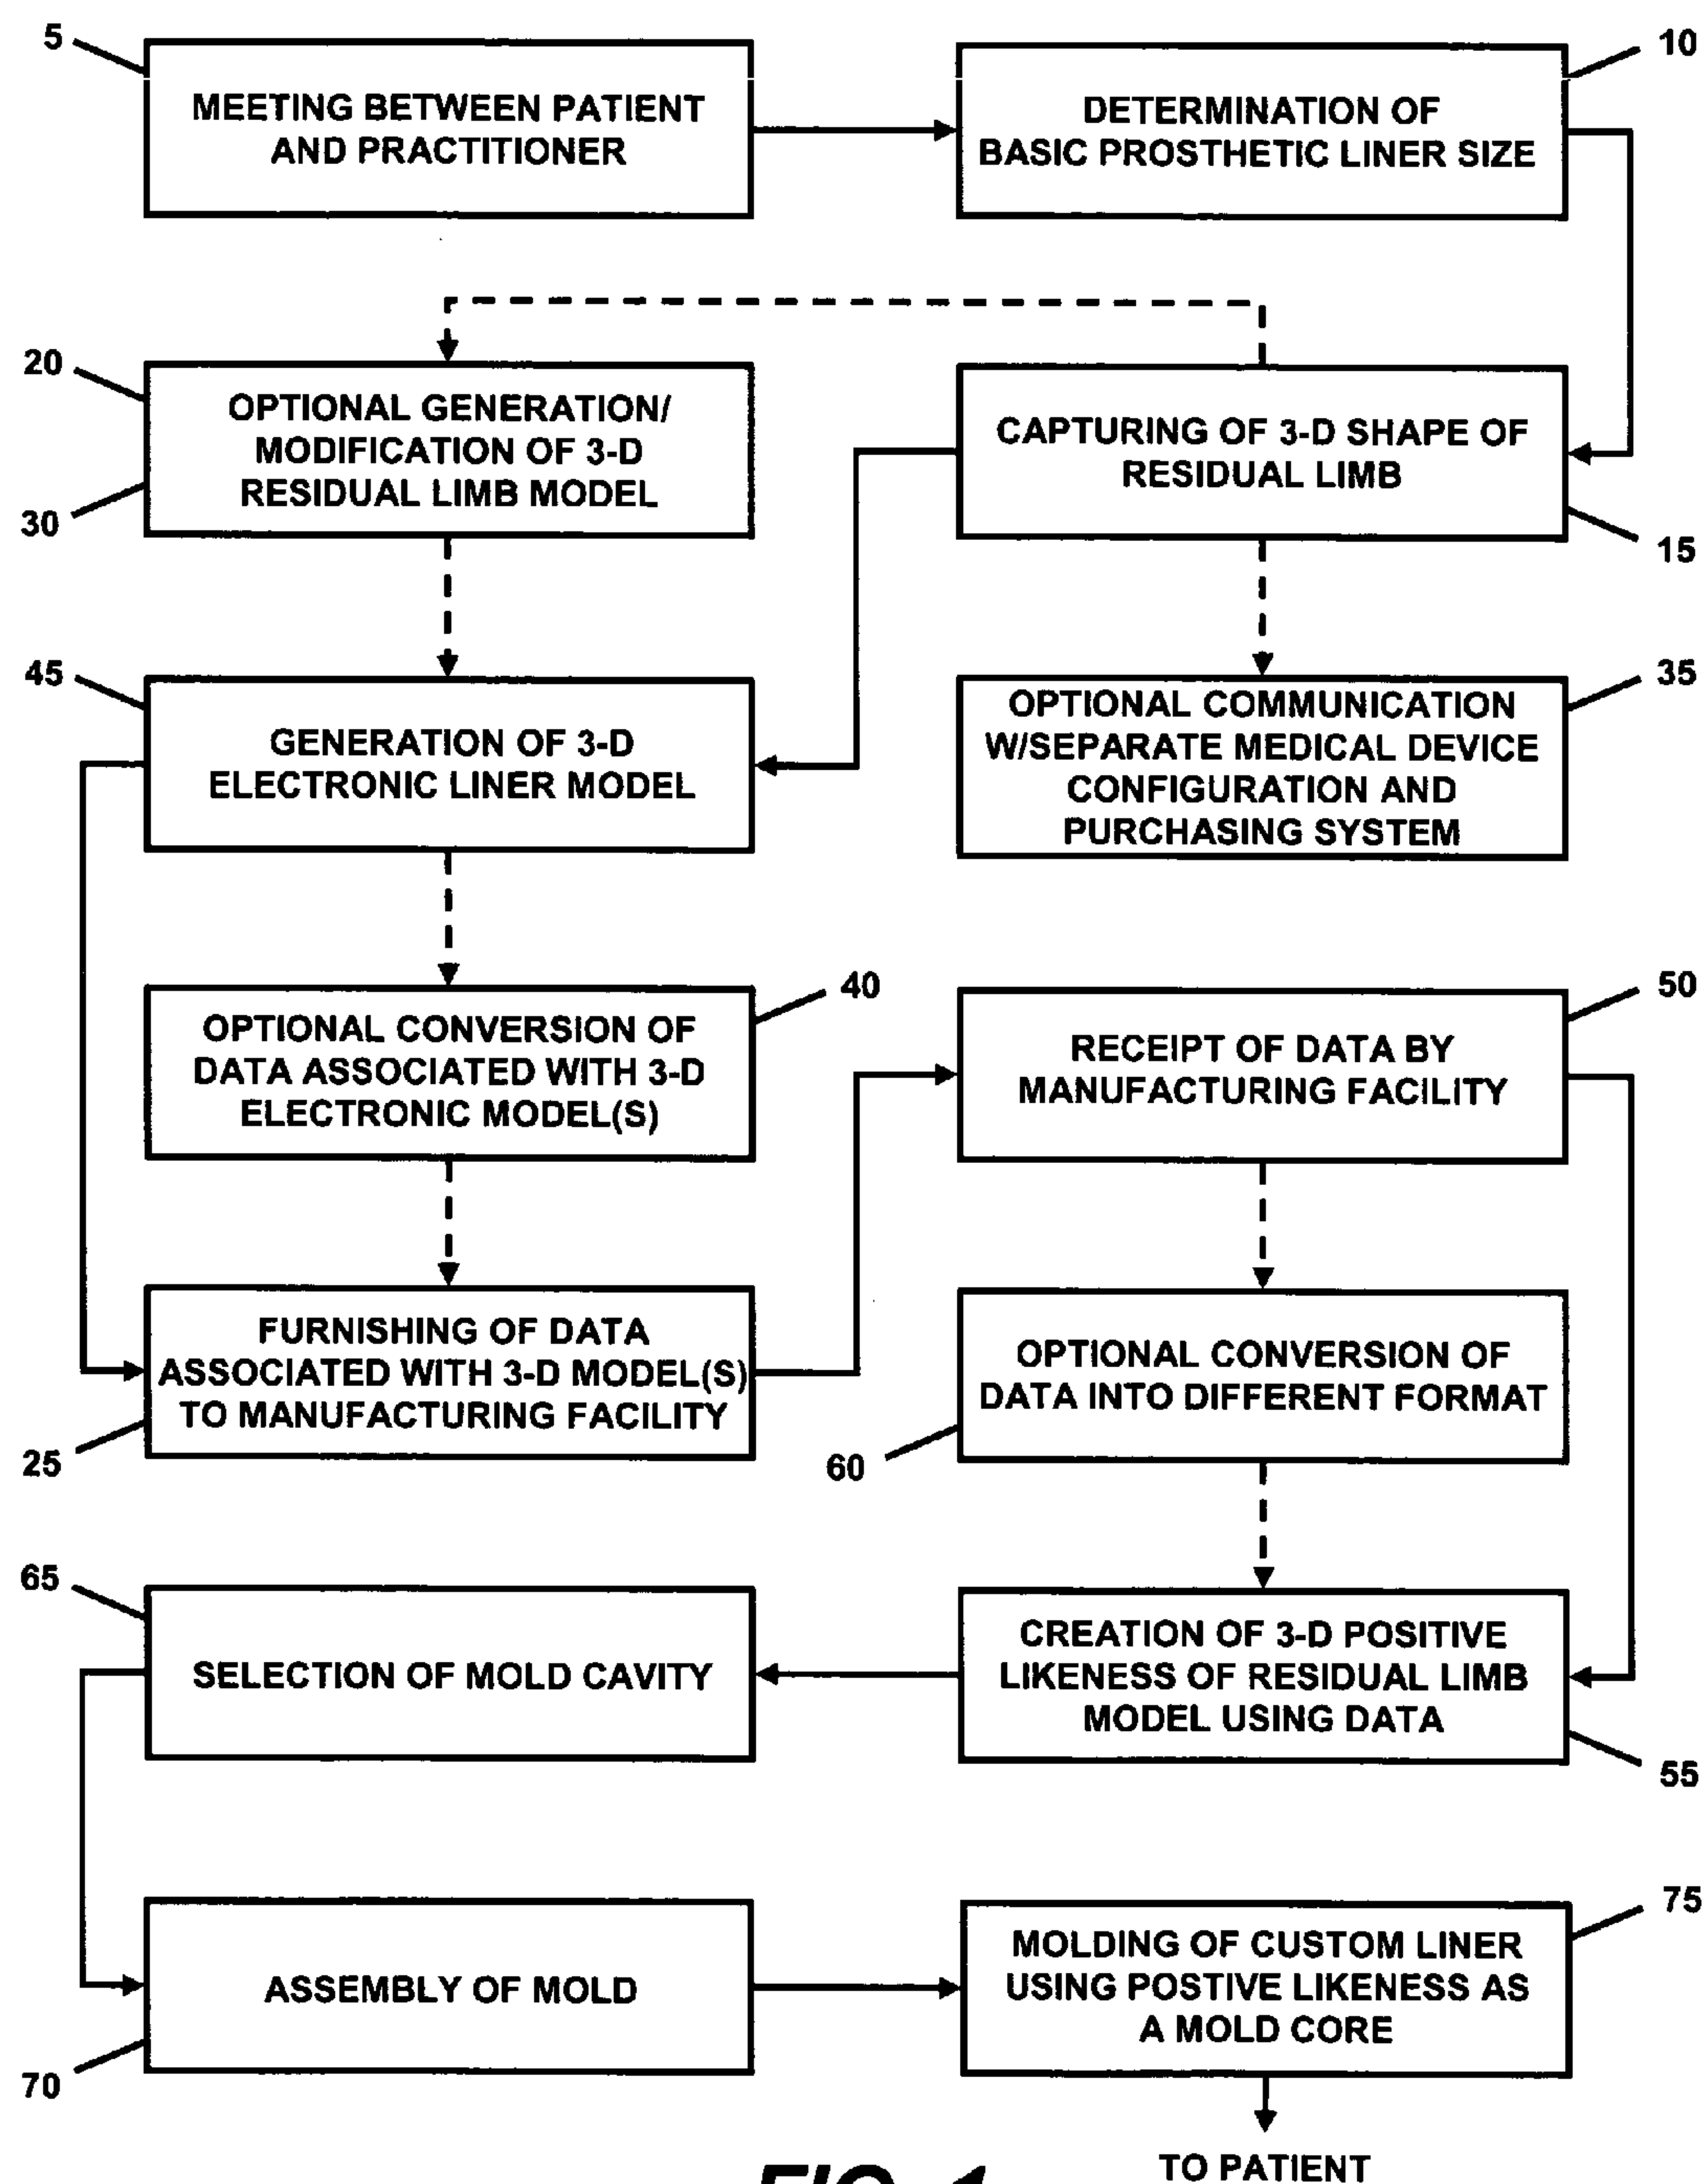 5
MEETING BETWEEN PATIENT
AND PRACTITIONER
10
DETERMINATION OF
BASIC PROSTHETIC LINER SIZE
20
OPTIONAL GENERATION/
MODIFICATION OF 3-D
RESIDUAL LIMB MODEL
30
CAPTURING OF 3-D SHAPE OF
RESIDUAL LIMB
15
45
GENERATION OF 3-D
ELECTRONIC LINER MODEL
35
OPTIONAL COMMUNICATION
W/SEPARATE MEDICAL DEVICE
CONFIGURATION AND
PURCHASING SYSTEM
40
OPTIONAL CONVERSION OF
DATA ASSOCIATED WITH 3-D
ELECTRONIC MODEL(S)
50
RECEIPT OF DATA BY
MANUFACTURING FACILITY
FURNISHING OF DATA
ASSOCIATED WITH 3-D MODEL(S)
TO MANUFACTURING FACILITY
25
OPTIONAL CONVERSION OF
DATA INTO DIFFERENT FORMAT
60
65
SELECTION OF MOLD CAVITY
CREATION OF 3-D POSITIVE
LIKENESS OF RESIDUAL LIMB
MODEL USING DATA
55
ASSEMBLY OF MOLD
70
75
MOLDING OF CUSTOM LINER
USING POSTIVE LIKENESS AS
A MOLD CORE
TO PATIENT
FIG. 1